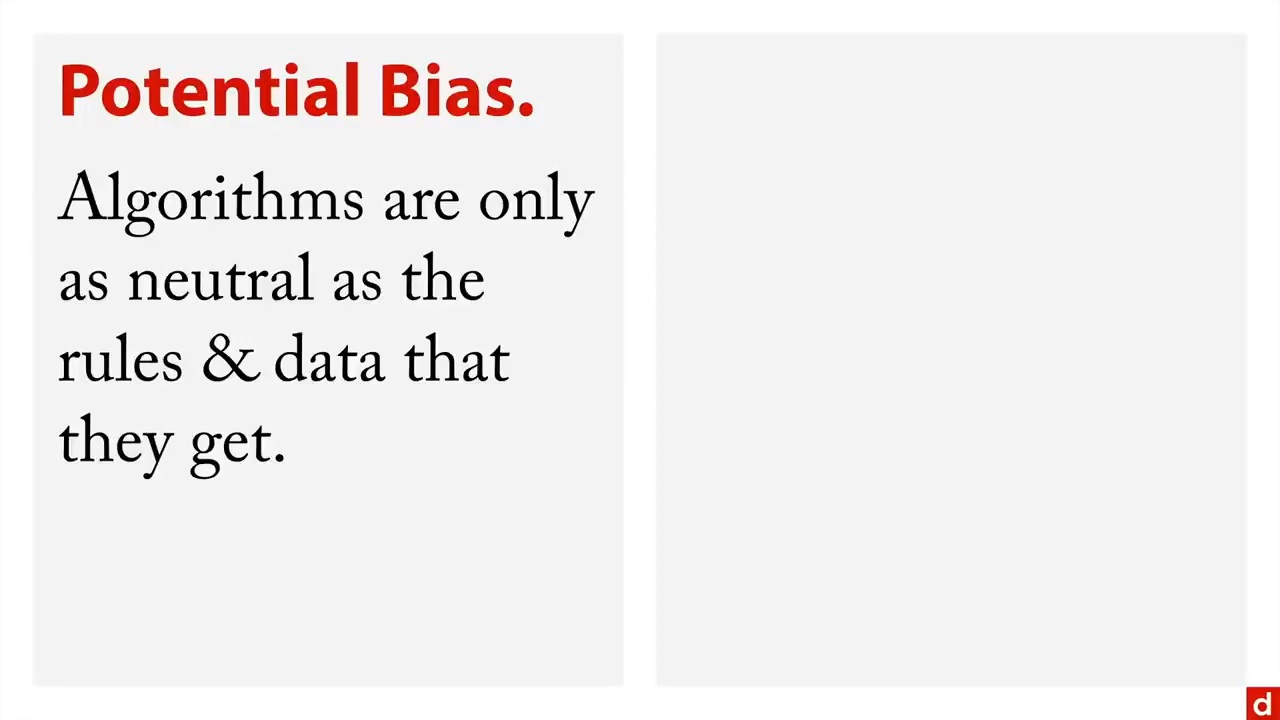 Potential Bias.
Algorithms are only
as neutral as the
rules & data that
they get.
d